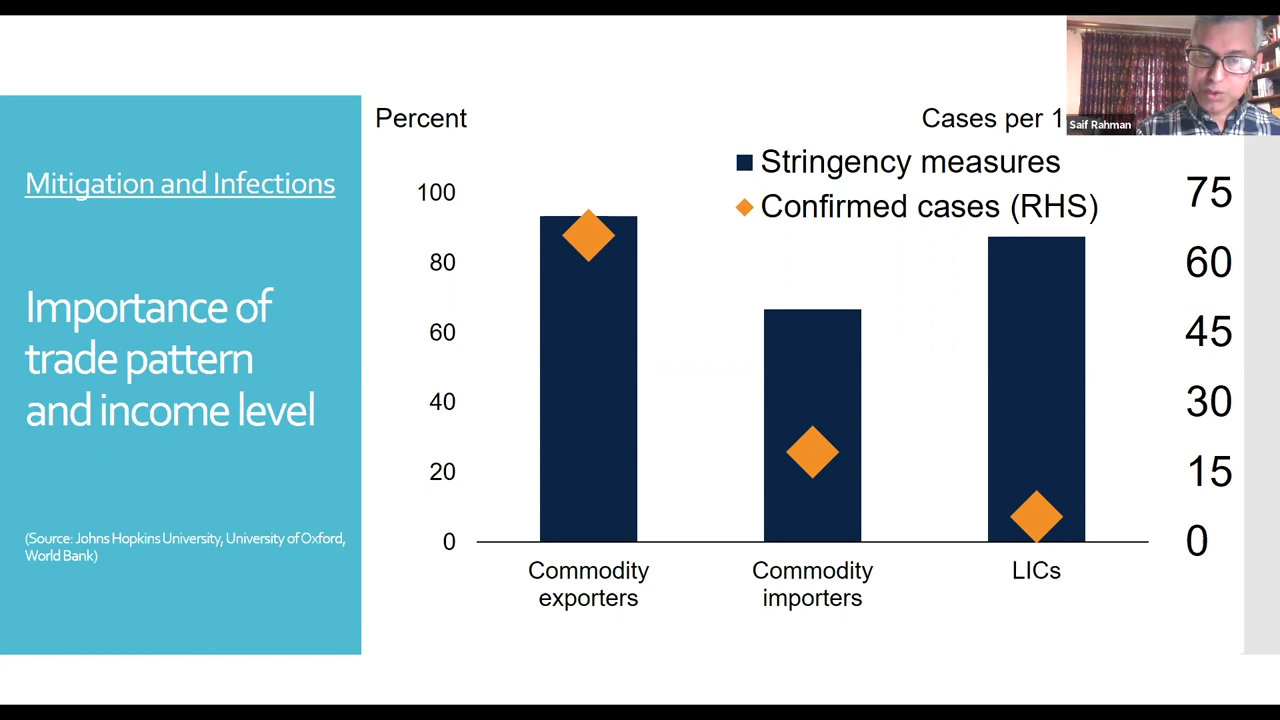 Mitigation and Infections
Importance of
trade pattern
and income level
(Source: Johns Hopkins University, University of Oxford,
World Bank)
Percent
Cases per 1
Saif Rahman
Stringency measures
Confirmed cases (RHS)
100
80
60
40
20
0
75
60
45
30
15
0
Commodity
exporters
Commodity
importers
LICs